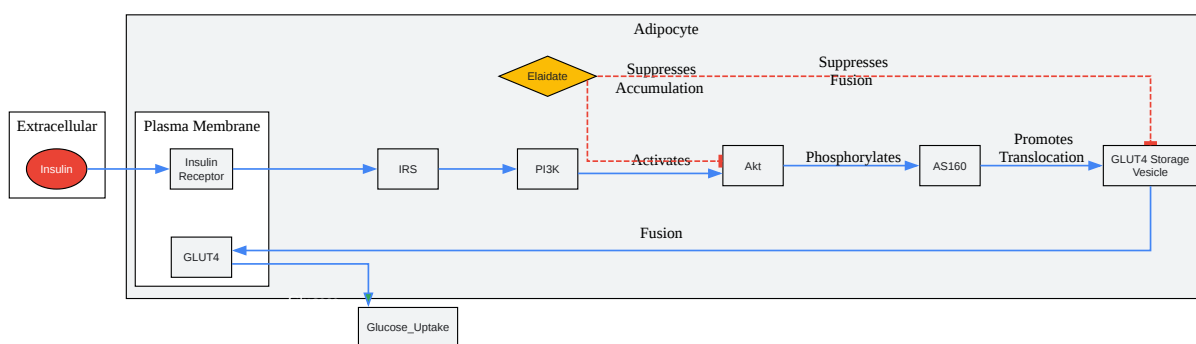 Adipocyte
Elaidate
Suppresses
Accumulation
Suppresses
Fusion
Extracellular
Insulin
Plasma Membrane
Insulin
Receptor
IRS
PI3K
Activates
Akt
Phosphorylates
AS160
Promotes
Translocation
GLUT4 Storage
Vesicle
Fusion
GLUT4
Glucose_Uptake